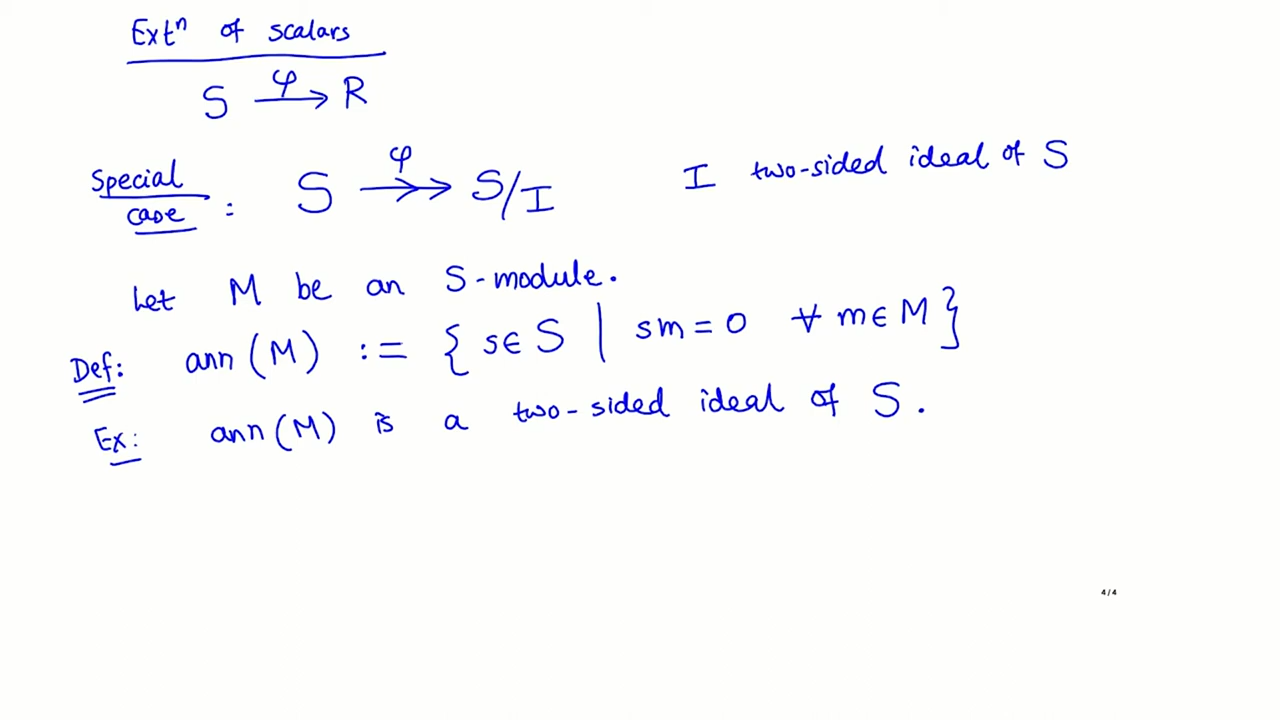 Extⁿ of scalars
S φ→ R
Special case : S φ↠ S/I I two-sided ideal of S
Let M be an S-module.
Def: ann(M) := { s∈S | sm = 0 ∀ m∈M }
Ex: ann(M) is a two-sided ideal of S.
4/4